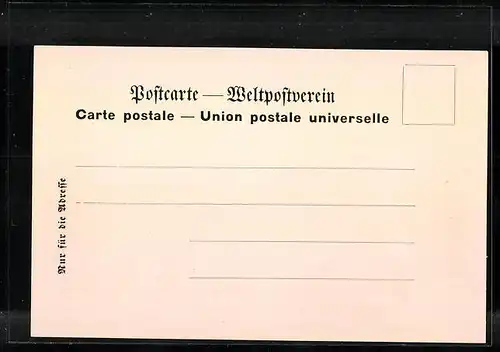 Postcarte — Weltpostverein
Carte postale — Union postale universelle
Nur für die Adresse